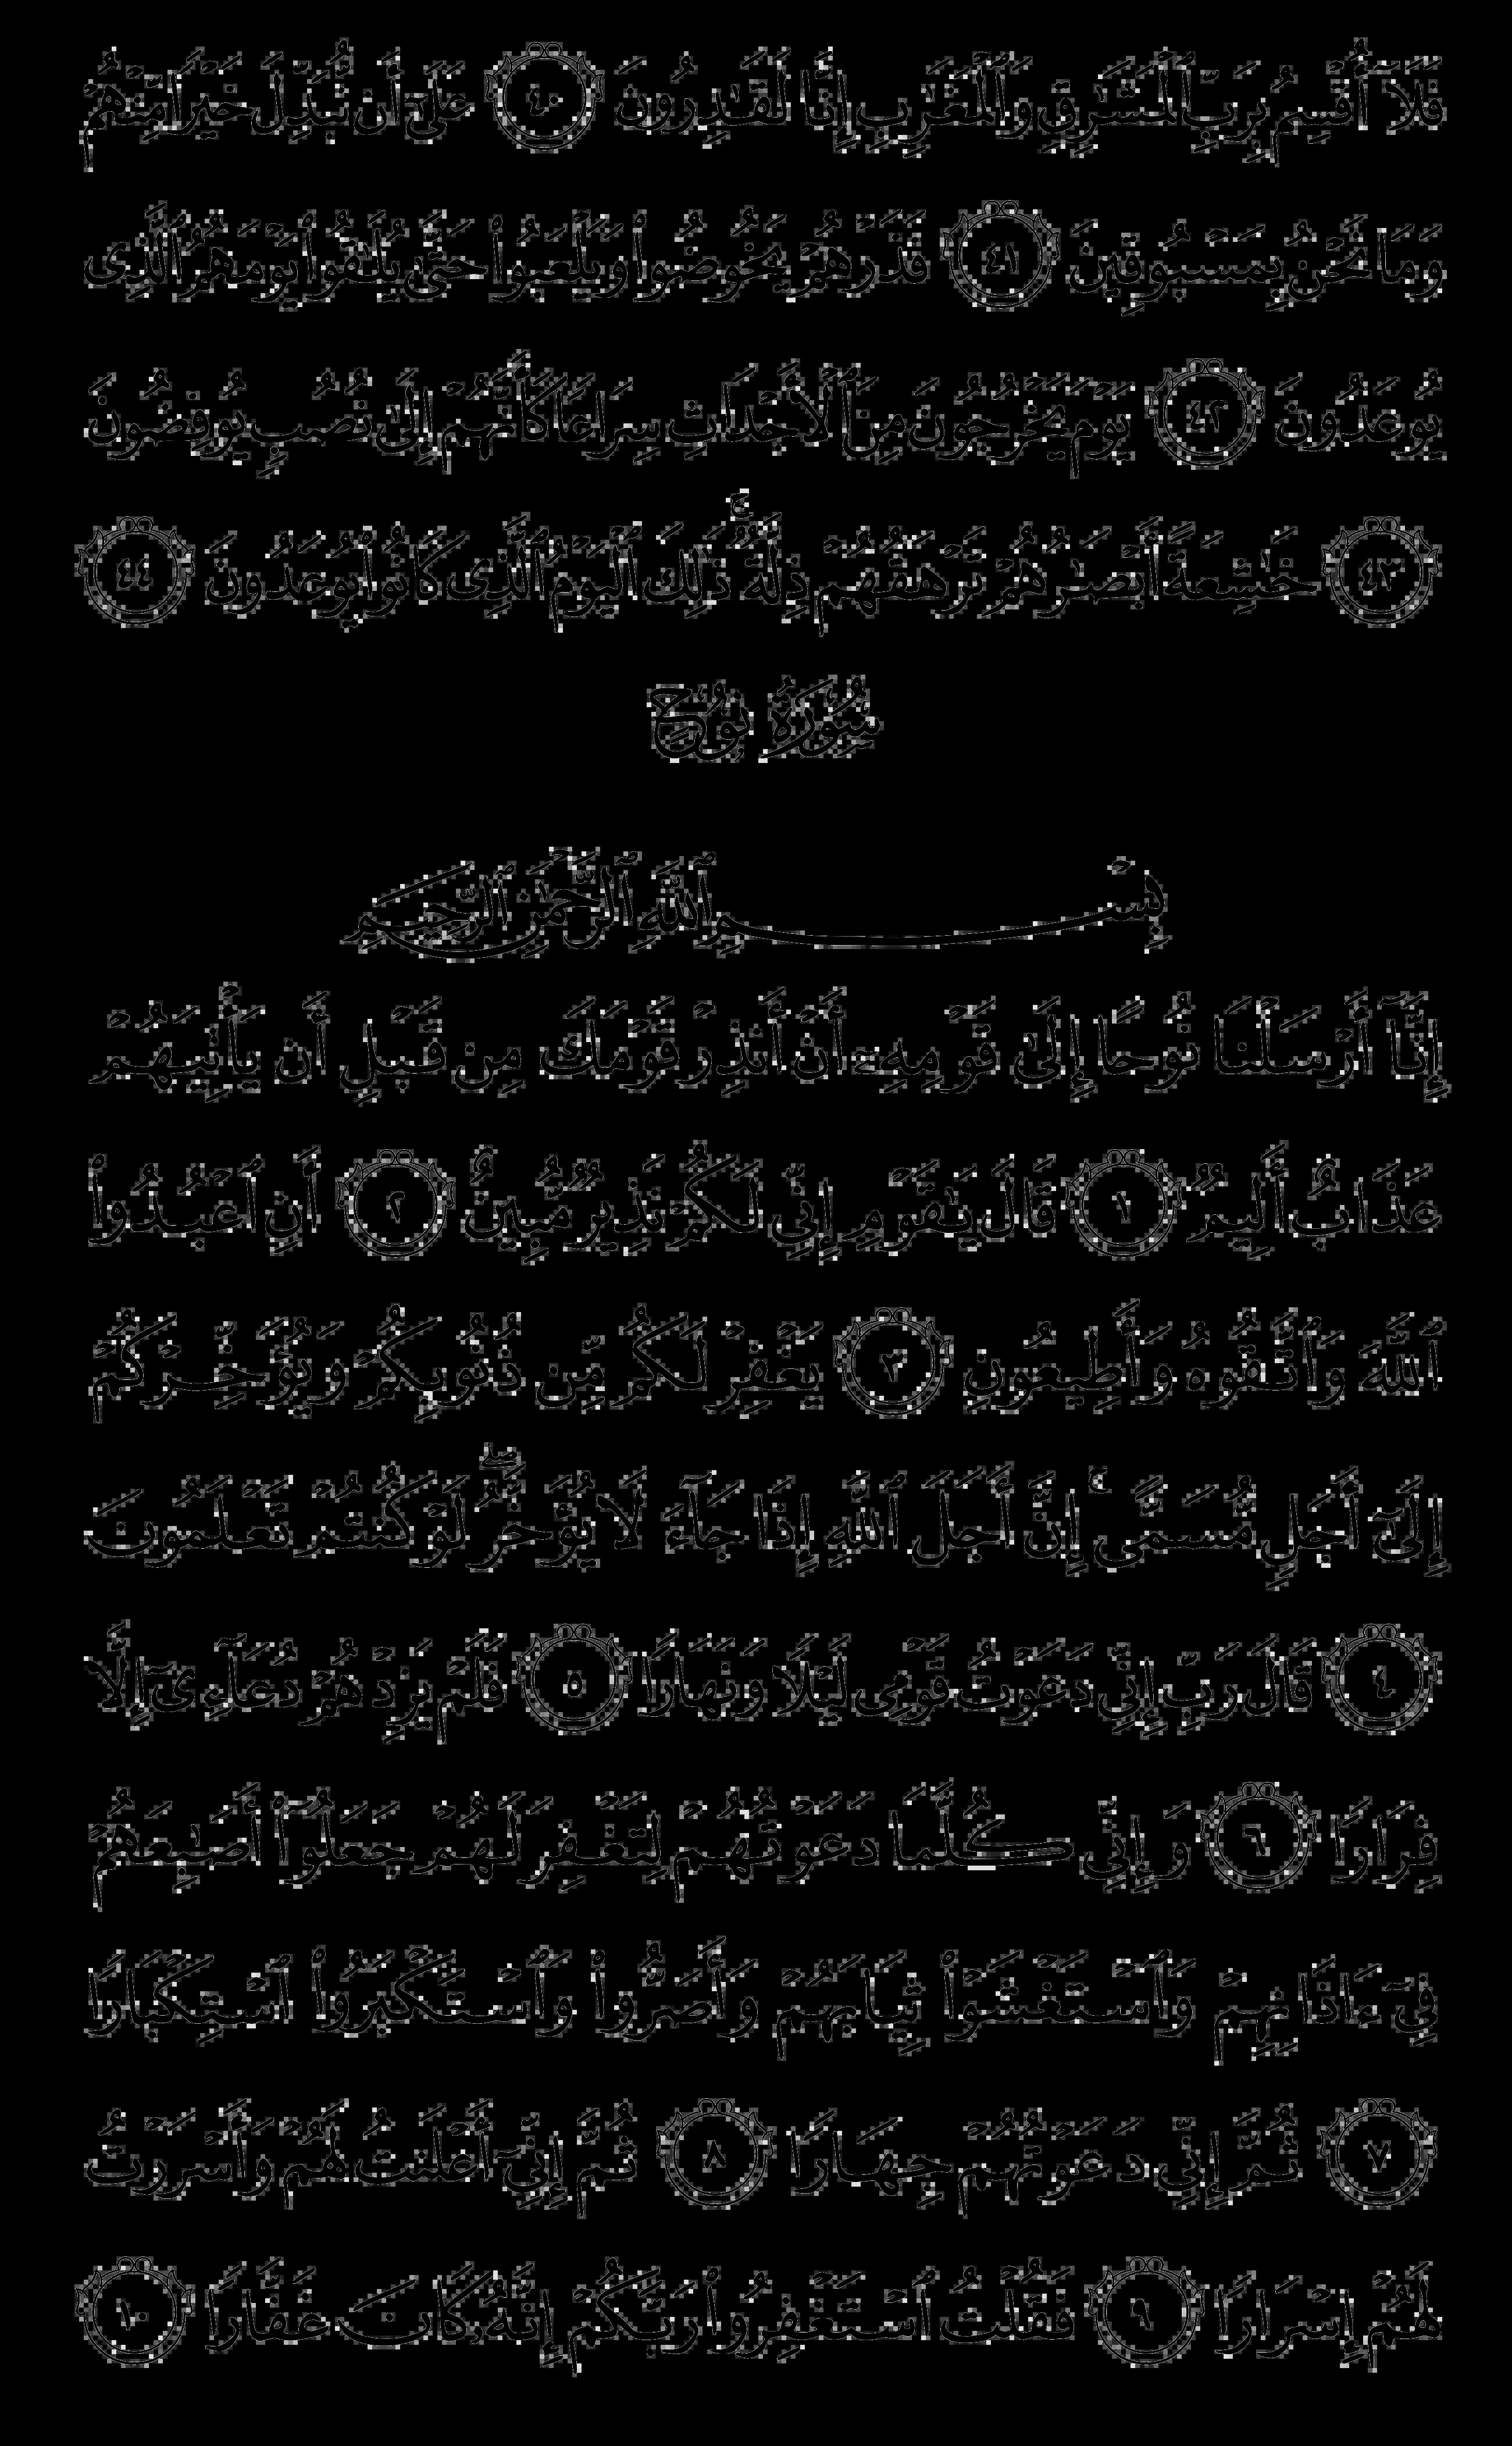 فَلَآ أُقْسِمُ بِرَبِّ ٱلْمَشَٰرِقِ وَٱلْمَغَٰرِبِ إِنَّا لَقَٰدِرُونَ ٤٠ عَلَىٰٓ أَن نُّبَدِّلَ خَيْرًا مِّنْهُمْ
وَمَا نَحْنُ بِمَسْبُوقِينَ ٤١ فَذَرْهُمْ يَخُوضُوا۟ وَيَلْعَبُوا۟ حَتَّىٰ يُلَٰقُوا۟ يَوْمَهُمُ ٱلَّذِى
يُوعَدُونَ ٤٢ يَوْمَ يَخْرُجُونَ مِنَ ٱلْأَجْدَاثِ سِرَاعًا كَأَنَّهُمْ إِلَىٰ نُصُبٍ يُوفِضُونَ
٤٣ خَٰشِعَةً أَبْصَٰرُهُمْ تَرْهَقُهُمْ ذِلَّةٌ ۚ ذَٰلِكَ ٱلْيَوْمُ ٱلَّذِى كَانُوا۟ يُوعَدُونَ ٤٤
سُورَةُ نُوحٍ
بِسْمِ ٱللَّهِ ٱلرَّحْمَٰنِ ٱلرَّحِيمِ
إِنَّآ أَرْسَلْنَا نُوحًا إِلَىٰ قَوْمِهِۦٓ أَنْ أَنذِرْ قَوْمَكَ مِن قَبْلِ أَن يَأْتِيَهُمْ
عَذَابٌ أَلِيمٌ ١ قَالَ يَٰقَوْمِ إِنِّى لَكُمْ نَذِيرٌ مُّبِينٌ ٢ أَنِ ٱعْبُدُوا۟
ٱللَّهَ وَٱتَّقُوهُ وَأَطِيعُونِ ٣ يَغْفِرْ لَكُم مِّن ذُنُوبِكُمْ وَيُؤَخِّرْكُمْ
إِلَىٰٓ أَجَلٍ مُّسَمًّى ۚ إِنَّ أَجَلَ ٱللَّهِ إِذَا جَآءَ لَا يُؤَخَّرُ ۖ لَوْ كُنتُمْ تَعْلَمُونَ
٤ قَالَ رَبِّ إِنِّى دَعَوْتُ قَوْمِى لَيْلًا وَنَهَارًا ٥ فَلَمْ يَزِدْهُمْ دُعَآءِىٓ إِلَّا
فِرَارًا ٦ وَإِنِّى كُلَّمَا دَعَوْتُهُمْ لِتَغْفِرَ لَهُمْ جَعَلُوٓا۟ أَصَٰبِعَهُمْ
فِىٓ ءَاذَانِهِمْ وَٱسْتَغْشَوْا۟ ثِيَابَهُمْ وَأَصَرُّوا۟ وَٱسْتَكْبَرُوا۟ ٱسْتِكْبَارًا
٧ ثُمَّ إِنِّى دَعَوْتُهُمْ جِهَارًا ٨ ثُمَّ إِنِّىٓ أَعْلَنتُ لَهُمْ وَأَسْرَرْتُ
لَهُمْ إِسْرَارًا ٩ فَقُلْتُ ٱسْتَغْفِرُوا۟ رَبَّكُمْ إِنَّهُۥ كَانَ غَفَّارًا ١٠